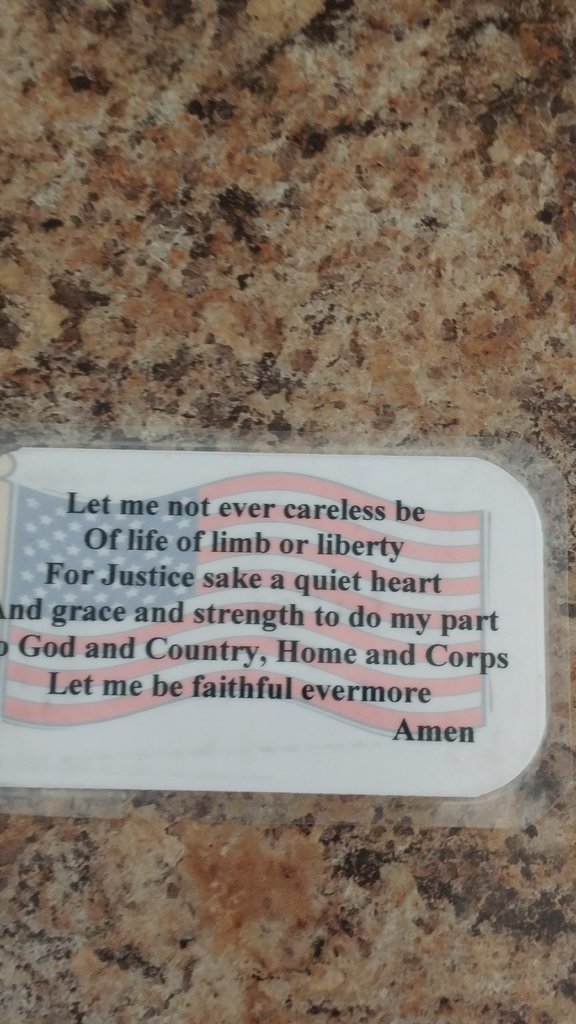 Let me not ever careless be
Of life of limb or liberty
For Justice sake a quiet heart
And grace and strength to do my part
o God and Country, Home and Corps
Let me be faithful evermore
Amen